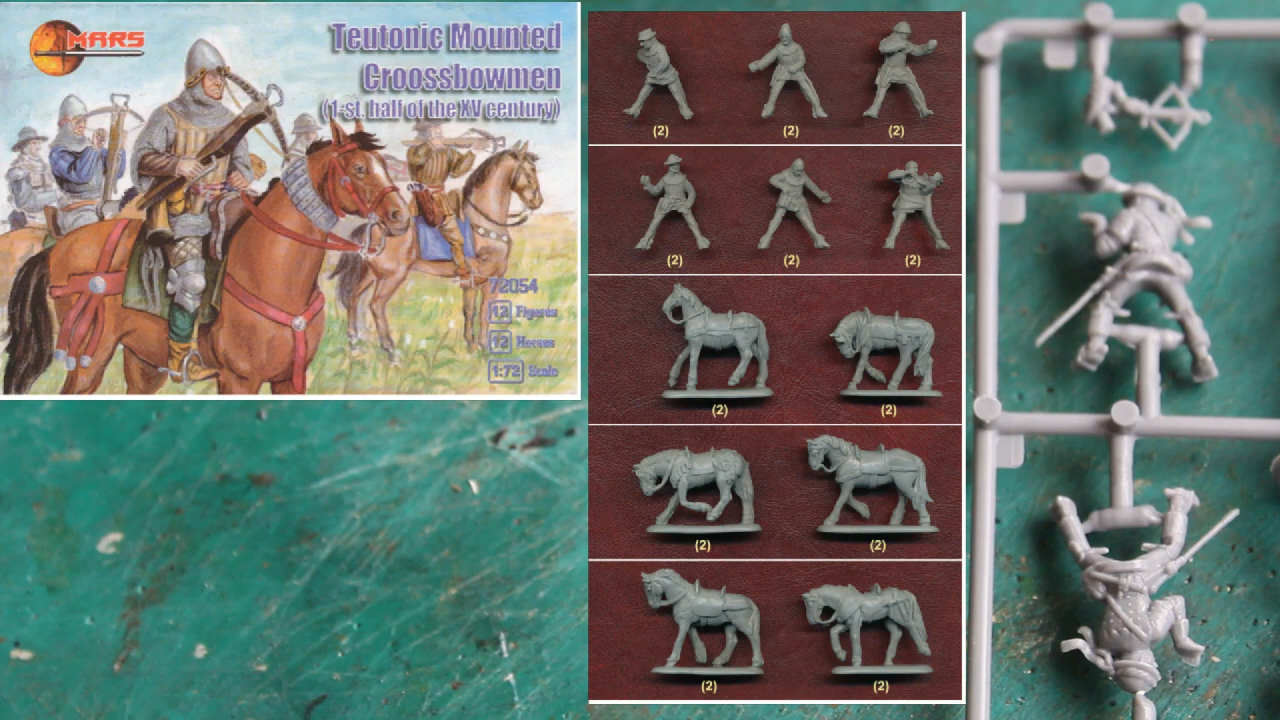 MARS
Teutonic Mounted
Croossbowmen
(1-st. half of the XV century)
72054
12 Figures
12 Horses
1:72 Scale
(2) (2) (2)
(2) (2) (2)
(2) (2)
(2) (2)
(2) (2)